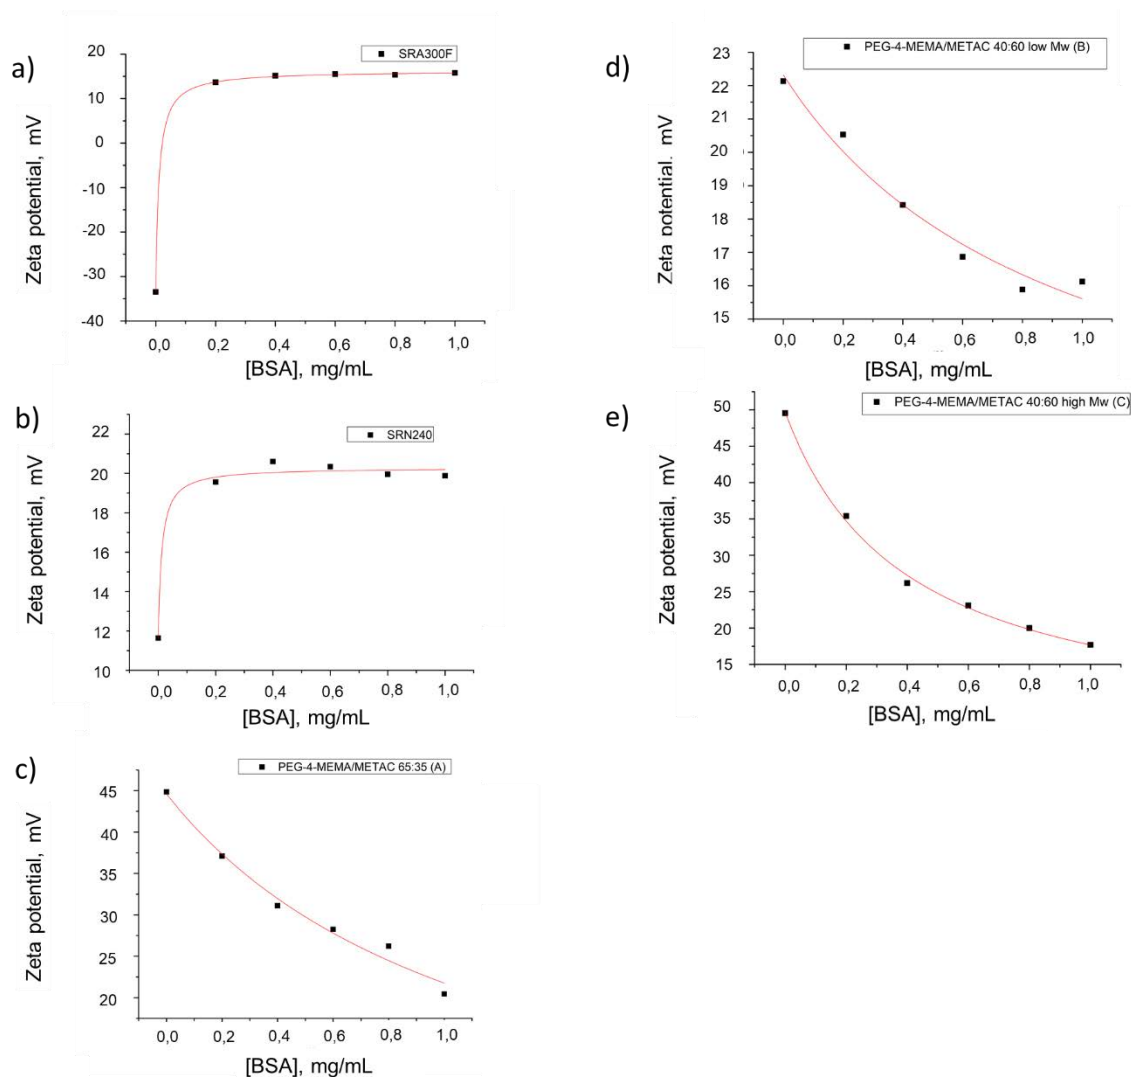 a)
SRA300F
Zeta potential, mV
20
10
0
-10
-20
-30
-40
0,0 0,2 0,4 0,6 0,8 1,0
[BSA], mg/mL
b)
SRN240
Zeta potential, mV
22
20
18
16
14
12
10
0,0 0,2 0,4 0,6 0,8 1,0
[BSA], mg/mL
c)
PEG-4-MEMA/METAC 65:35 (A)
Zeta potential, mV
45
40
35
30
25
20
0,0 0,2 0,4 0,6 0,8 1,0
[BSA], mg/mL
d)
PEG-4-MEMA/METAC 40:60 low Mw (B)
Zeta potential, mV
23
22
21
20
19
18
17
16
15
0,0 0,2 0,4 0,6 0,8 1,0
[BSA], mg/mL
e)
PEG-4-MEMA/METAC 40:60 high Mw (C)
Zeta potential, mV
50
45
40
35
30
25
20
15
0,0 0,2 0,4 0,6 0,8 1,0
[BSA], mg/mL